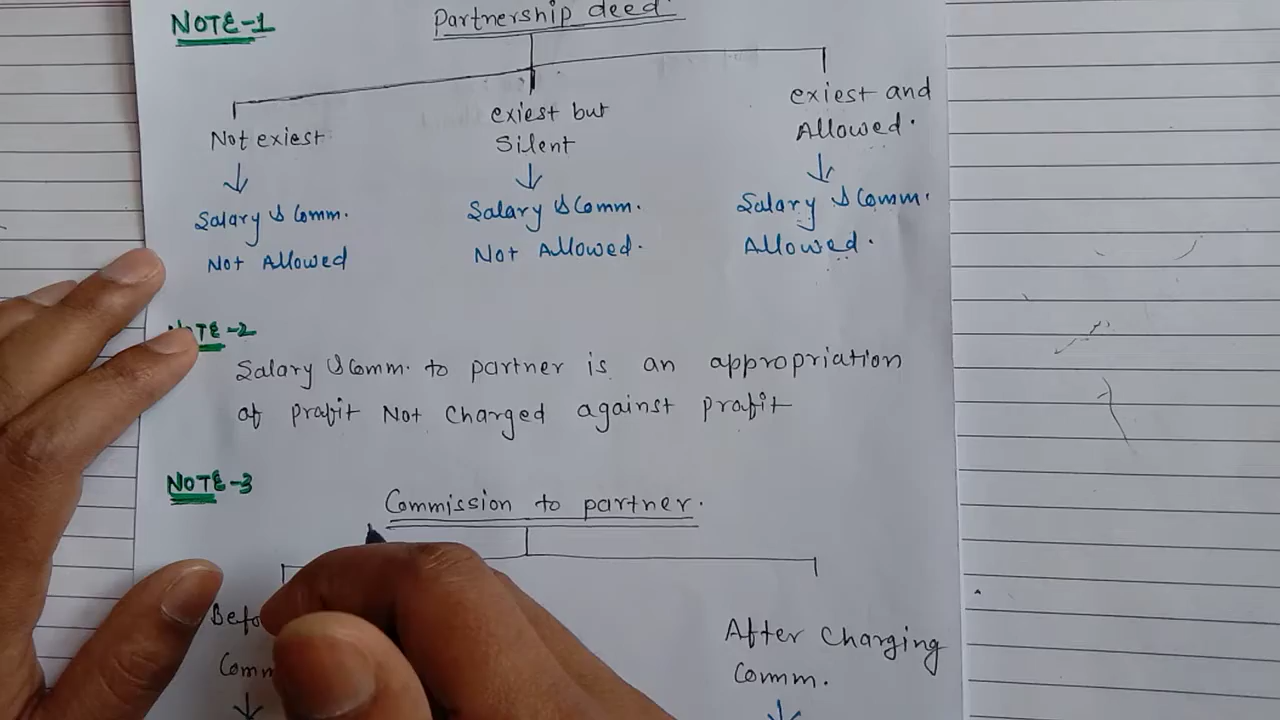 NOTE-1
Partnership deed
Not exiest
exiest but
Silent
exiest and
Allowed.
Salary & Comm.
Not Allowed
Salary & Comm.
Not Allowed.
Salary & Comm.
Allowed.
NOTE-2
Salary & Comm. to partner is an appropriation
of profit Not Charged against profit
NOTE-3
Commission to partner.
After Charging
Comm.